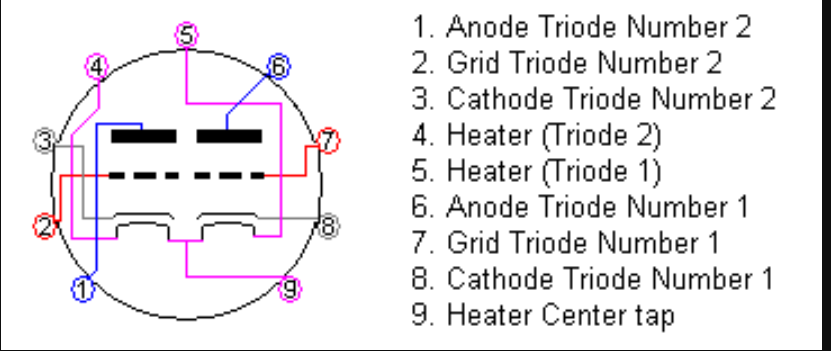 5
4
6
3
7
2
8
1
9
1. Anode Triode Number 2
2. Grid Triode Number 2
3. Cathode Triode Number 2
4. Heater (Triode 2)
5. Heater (Triode 1)
6. Anode Triode Number 1
7. Grid Triode Number 1
8. Cathode Triode Number 1
9. Heater Center tap